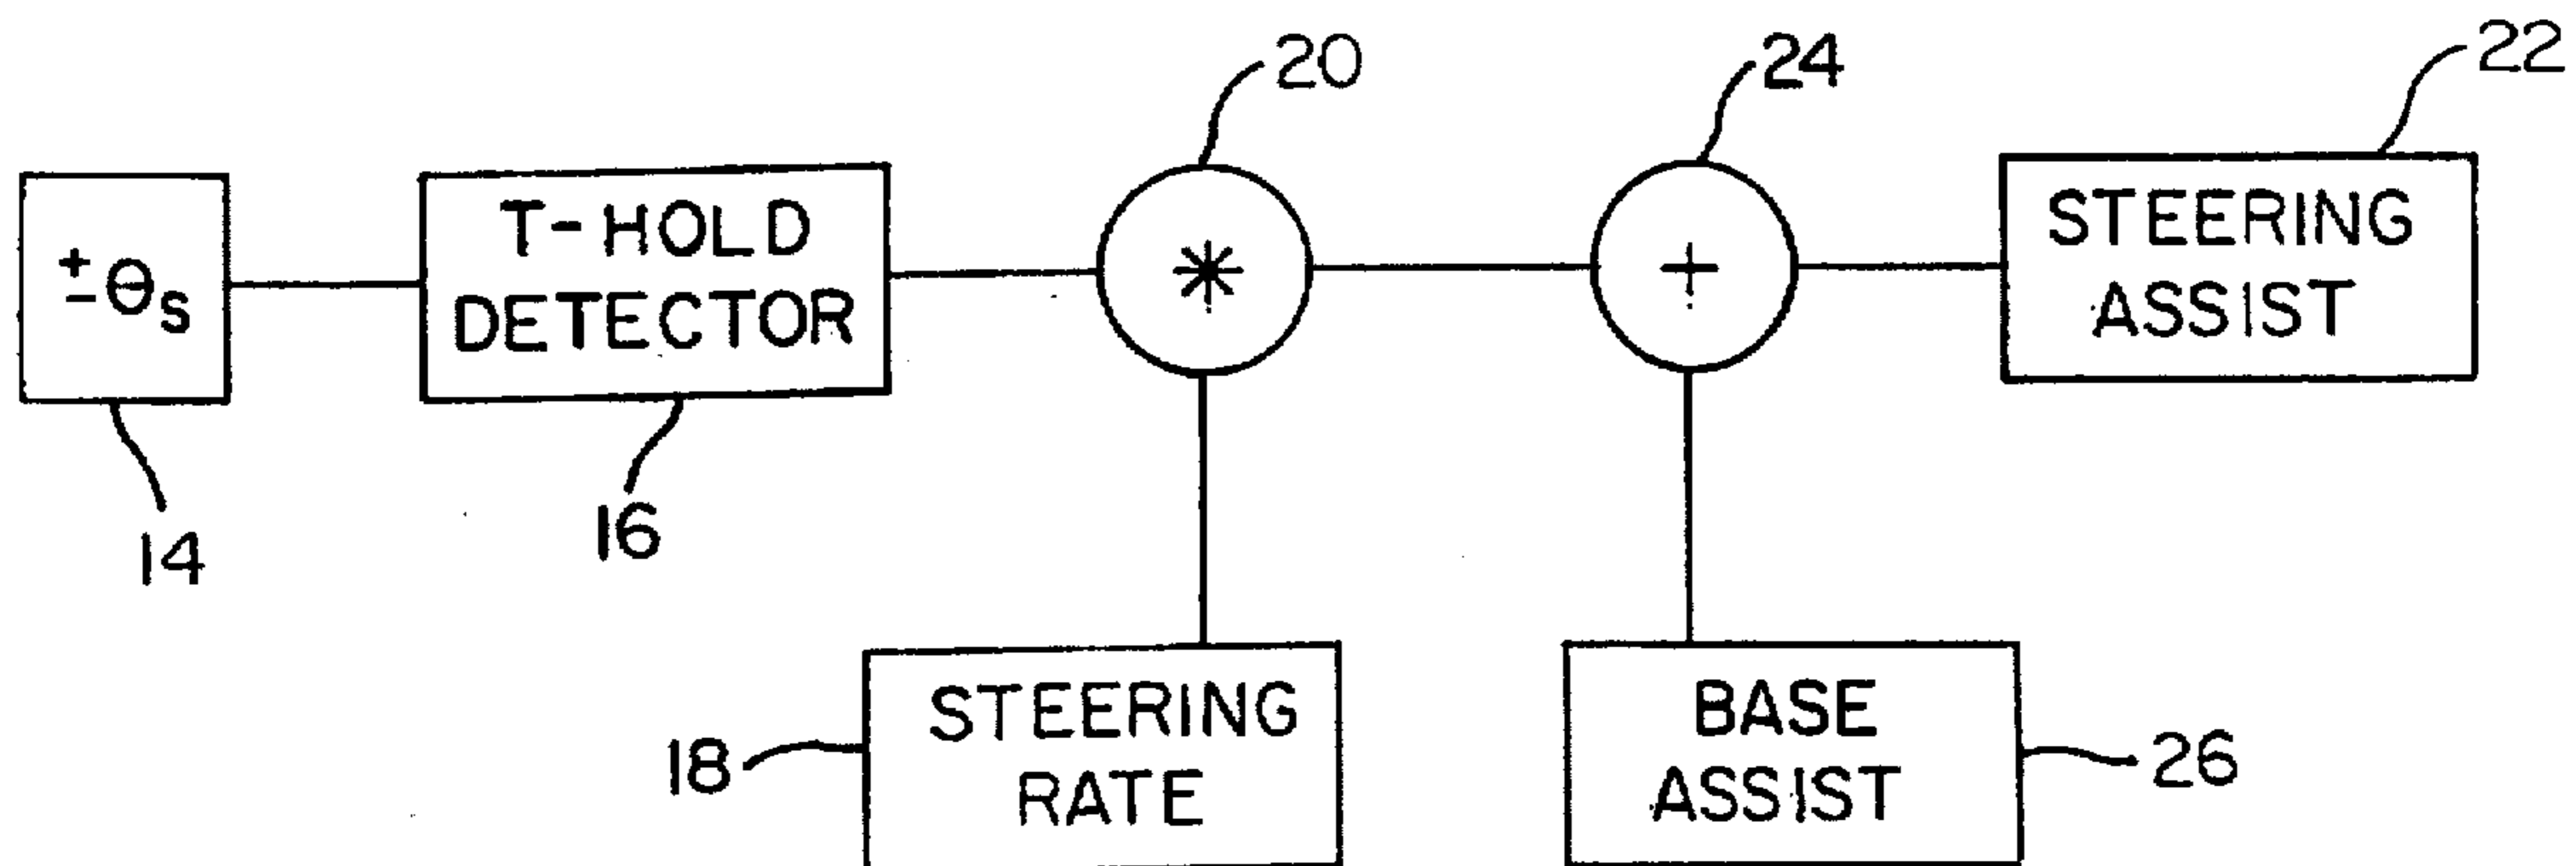 20
24
22
±θs
T-HOLD
DETECTOR
*
+
STEERING
ASSIST
14
16
18
STEERING
RATE
BASE
ASSIST
26